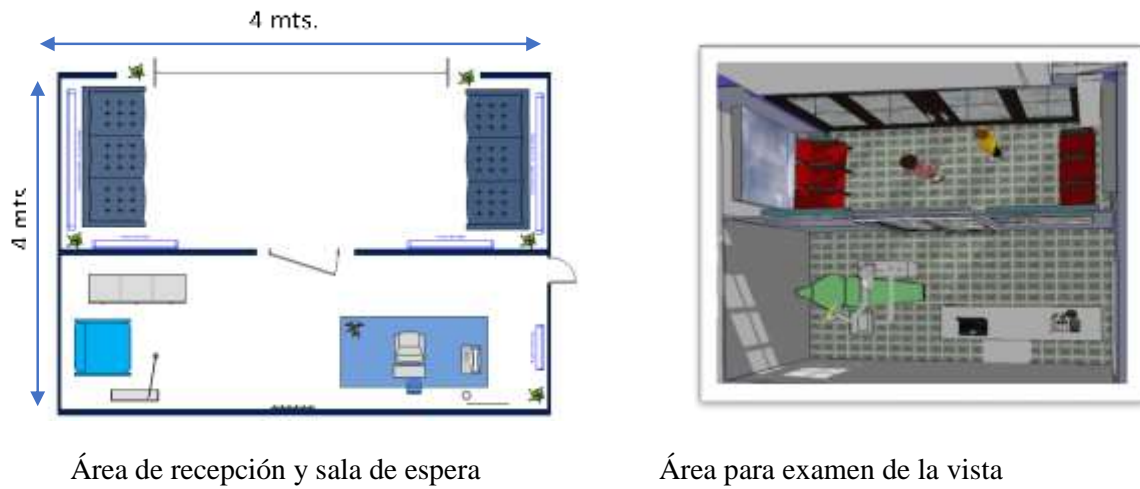 4 mts.
4 mts
Área de recepción y sala de espera
Área para examen de la vista